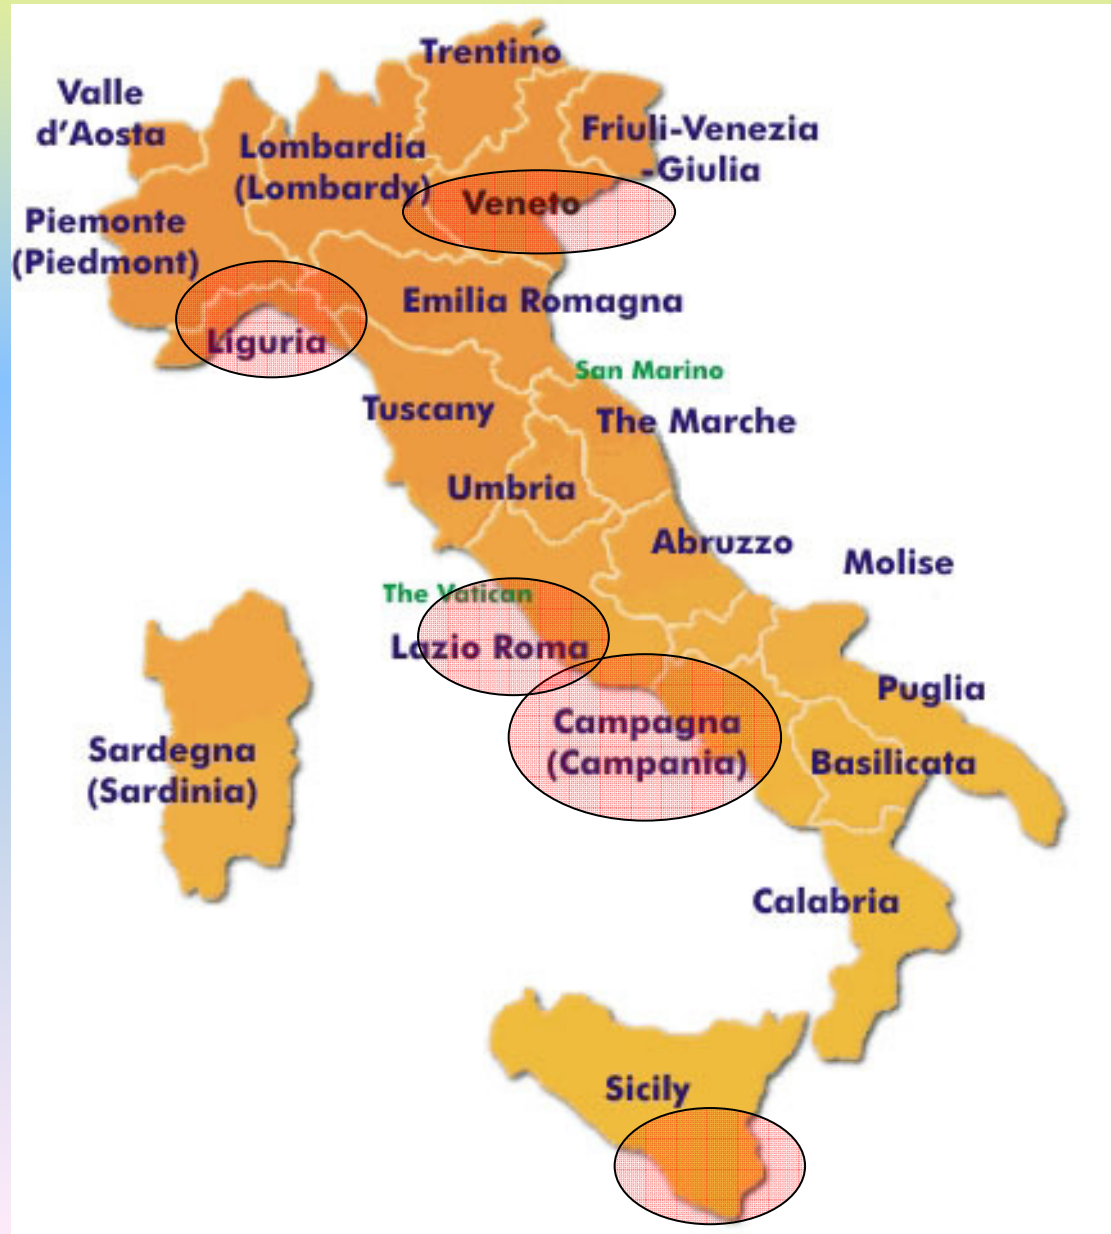 Trentino
Valle
d'Aosta
Friuli-Venezia
-Giulia
Lombardia
(Lombardy)
Veneto
Piemonte
(Piedmont)
Emilia Romagna
Liguria
San Marino
Tuscany
The Marche
Umbria
Abruzzo
Molise
The Vatican
Lazio Roma
Puglia
Campagna
(Campania)
Basilicata
Sardegna
(Sardinia)
Calabria
Sicily